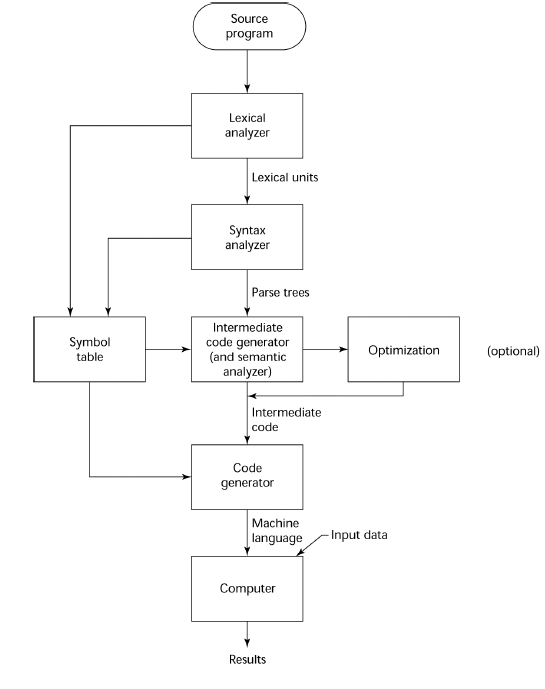 Source
program
Lexical
analyzer
Lexical units
Syntax
analyzer
Parse trees
Symbol
table
Intermediate
code generator
(and semantic
analyzer)
Optimization
(optional)
Intermediate
code
Code
generator
Machine
language
Input data
Computer
Results